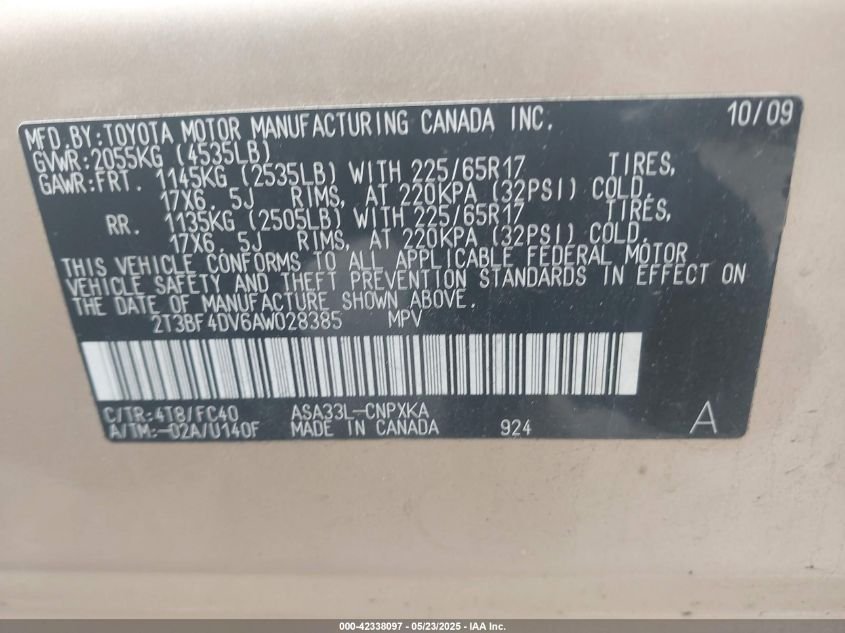 MFD.BY:TOYOTA MOTOR MANUFACTURING CANADA INC. 10/09
GVWR:2055KG (4535LB)
GAWR:FRT. 1145KG (2535LB) WITH 225/65R17 TIRES,
17X6. 5J RIMS, AT 220KPA (32PSI) COLD,
RR. 1135KG (2505LB) WITH 225/65R17 TIRES,
17X6. 5J RIMS, AT 220KPA (32PSI) COLD.
THIS VEHICLE CONFORMS TO ALL APPLICABLE FEDERAL MOTOR
VEHICLE SAFETY AND THEFT PREVENTION STANDARDS IN EFFECT ON
THE DATE OF MANUFACTURE SHOWN ABOVE.
2T3BF4DV6AW028385 MPV
C/TR:4T8/FC40 ASA33L-CNPXKA
A/TM:-02A/U140F MADE IN CANADA 924 A
000-42338097 - 05/23/2025 - IAA Inc.